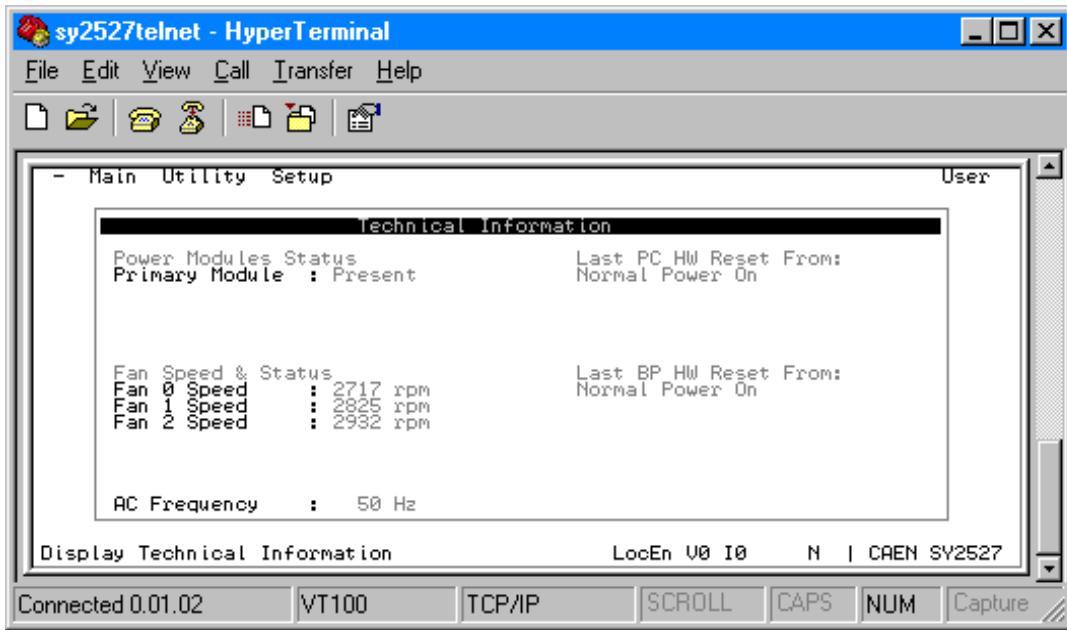 sy2527telnet - HyperTerminal
File Edit View Call Transfer Help
- Main Utility Setup User
Technical Information
Power Modules Status Last PC HW Reset From:
Primary Module : Present Normal Power On
Fan Speed & Status Last BP HW Reset From:
Fan 0 Speed : 2717 rpm Normal Power On
Fan 1 Speed : 2825 rpm
Fan 2 Speed : 2932 rpm
AC Frequency : 50 Hz
Display Technical Information LocEn V0 I0 N | CAEN SY2527
Connected 0.01.02 VT100 TCP/IP SCROLL CAPS NUM Capture